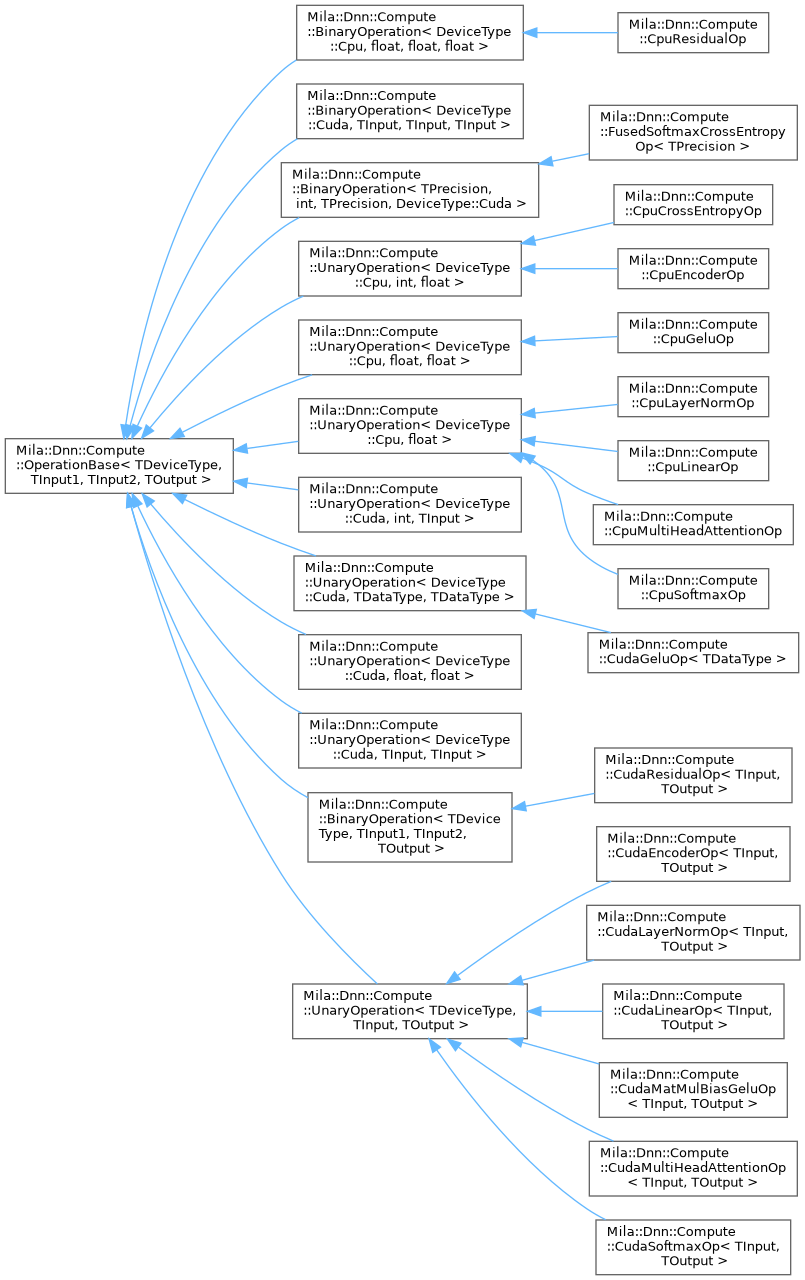 Mila::Dnn::Compute
::OperationBase< TDeviceType,
TInput1, TInput2, TOutput >
Mila::Dnn::Compute
::BinaryOperation< DeviceType
::Cpu, float, float, float >
Mila::Dnn::Compute
::CpuResidualOp
Mila::Dnn::Compute
::BinaryOperation< DeviceType
::Cuda, TInput, TInput, TInput >
Mila::Dnn::Compute
::BinaryOperation< TPrecision,
int, TPrecision, DeviceType::Cuda >
Mila::Dnn::Compute
::FusedSoftmaxCrossEntropy
Op< TPrecision >
Mila::Dnn::Compute
::UnaryOperation< DeviceType
::Cpu, int, float >
Mila::Dnn::Compute
::CpuCrossEntropyOp
Mila::Dnn::Compute
::CpuEncoderOp
Mila::Dnn::Compute
::UnaryOperation< DeviceType
::Cpu, float, float >
Mila::Dnn::Compute
::CpuGeluOp
Mila::Dnn::Compute
::UnaryOperation< DeviceType
::Cpu, float >
Mila::Dnn::Compute
::CpuLayerNormOp
Mila::Dnn::Compute
::CpuLinearOp
Mila::Dnn::Compute
::CpuMultiHeadAttentionOp
Mila::Dnn::Compute
::CpuSoftmaxOp
Mila::Dnn::Compute
::UnaryOperation< DeviceType
::Cuda, int, TInput >
Mila::Dnn::Compute
::UnaryOperation< DeviceType
::Cuda, TDataType, TDataType >
Mila::Dnn::Compute
::CudaGeluOp< TDataType >
Mila::Dnn::Compute
::UnaryOperation< DeviceType
::Cuda, float, float >
Mila::Dnn::Compute
::UnaryOperation< DeviceType
::Cuda, TInput, TInput >
Mila::Dnn::Compute
::BinaryOperation< TDevice
Type, TInput1, TInput2,
TOutput >
Mila::Dnn::Compute
::CudaResidualOp< TInput,
TOutput >
Mila::Dnn::Compute
::UnaryOperation< TDeviceType,
TInput, TOutput >
Mila::Dnn::Compute
::CudaEncoderOp< TInput,
TOutput >
Mila::Dnn::Compute
::CudaLayerNormOp< TInput,
TOutput >
Mila::Dnn::Compute
::CudaLinearOp< TInput,
TOutput >
Mila::Dnn::Compute
::CudaMatMulBiasGeluOp
< TInput, TOutput >
Mila::Dnn::Compute
::CudaMultiHeadAttentionOp
< TInput, TOutput >
Mila::Dnn::Compute
::CudaSoftmaxOp< TInput,
TOutput >